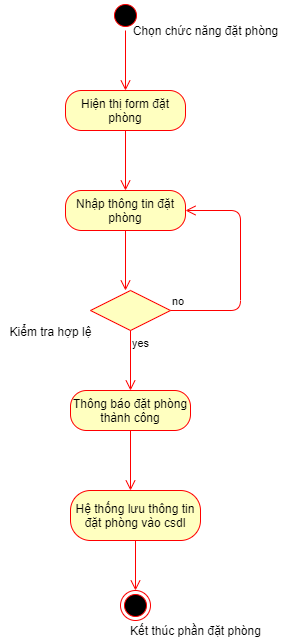 Chọn chức năng đặt phòng
Hiện thị form đặt
phòng
Nhập thông tin đặt
phòng
no
Kiểm tra hợp lệ
yes
Thông báo đặt phòng
thành công
Hệ thống lưu thông tin
đặt phòng vào csdl
Kết thúc phần đặt phòng